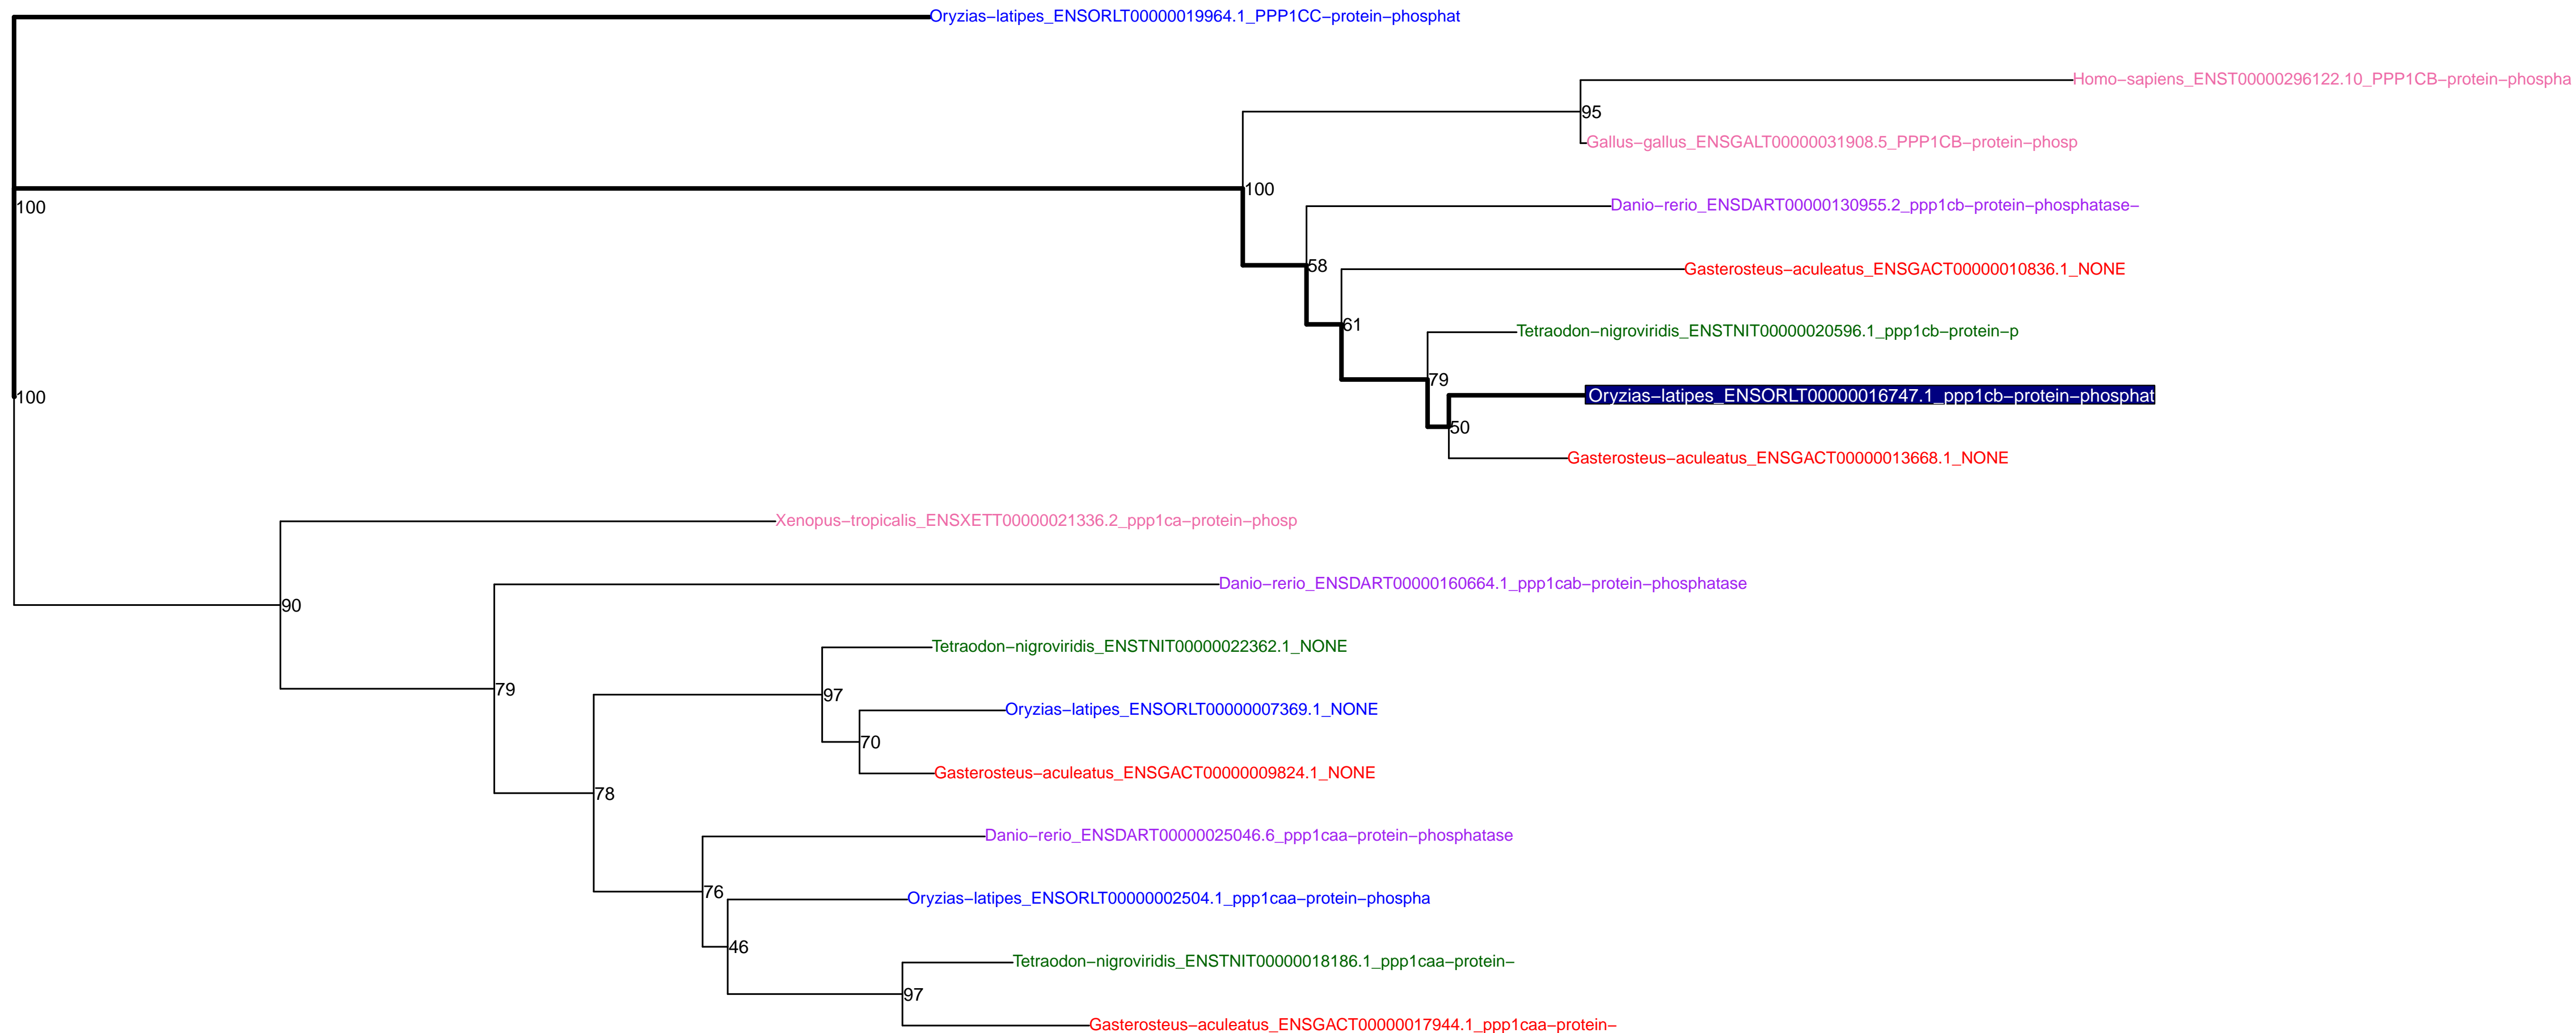 Oryzias−latipes_ENSORLT00000019964.1_PPP1CC−protein−phosphat
Homo−sapiens_ENST00000296122.10_PPP1CB−protein−phospha
95
Gallus−gallus_ENSGALT00000031908.5_PPP1CB−protein−phosp
100
100
Danio−rerio_ENSDART00000130955.2_ppp1cb−protein−phosphatase−
58
Gasterosteus−aculeatus_ENSGACT00000010836.1_NONE
61
Tetraodon−nigroviridis_ENSTNIT00000020596.1_ppp1cb−protein−p
79
100
Oryzias−latipes_ENSORLT00000016747.1_ppp1cb−protein−phosphat
50
Gasterosteus−aculeatus_ENSGACT00000013668.1_NONE
Xenopus−tropicalis_ENSXETT00000021336.2_ppp1ca−protein−phosp
Danio−rerio_ENSDART00000160664.1_ppp1cab−protein−phosphatase
90
Tetraodon−nigroviridis_ENSTNIT00000022362.1_NONE
79
97
Oryzias−latipes_ENSORLT00000007369.1_NONE
70
Gasterosteus−aculeatus_ENSGACT00000009824.1_NONE
78
Danio−rerio_ENSDART00000025046.6_ppp1caa−protein−phosphatase
76
Oryzias−latipes_ENSORLT00000002504.1_ppp1caa−protein−phospha
46
Tetraodon−nigroviridis_ENSTNIT00000018186.1_ppp1caa−protein−
97
Gasterosteus−aculeatus_ENSGACT00000017944.1_ppp1caa−protein−